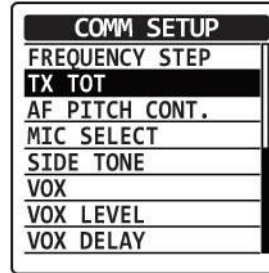 COMM SETUP
FREQUENCY STEP
TX TOT
AF PITCH CONT.
MIC SELECT
SIDE TONE
VOX
VOX LEVEL
VOX DELAY